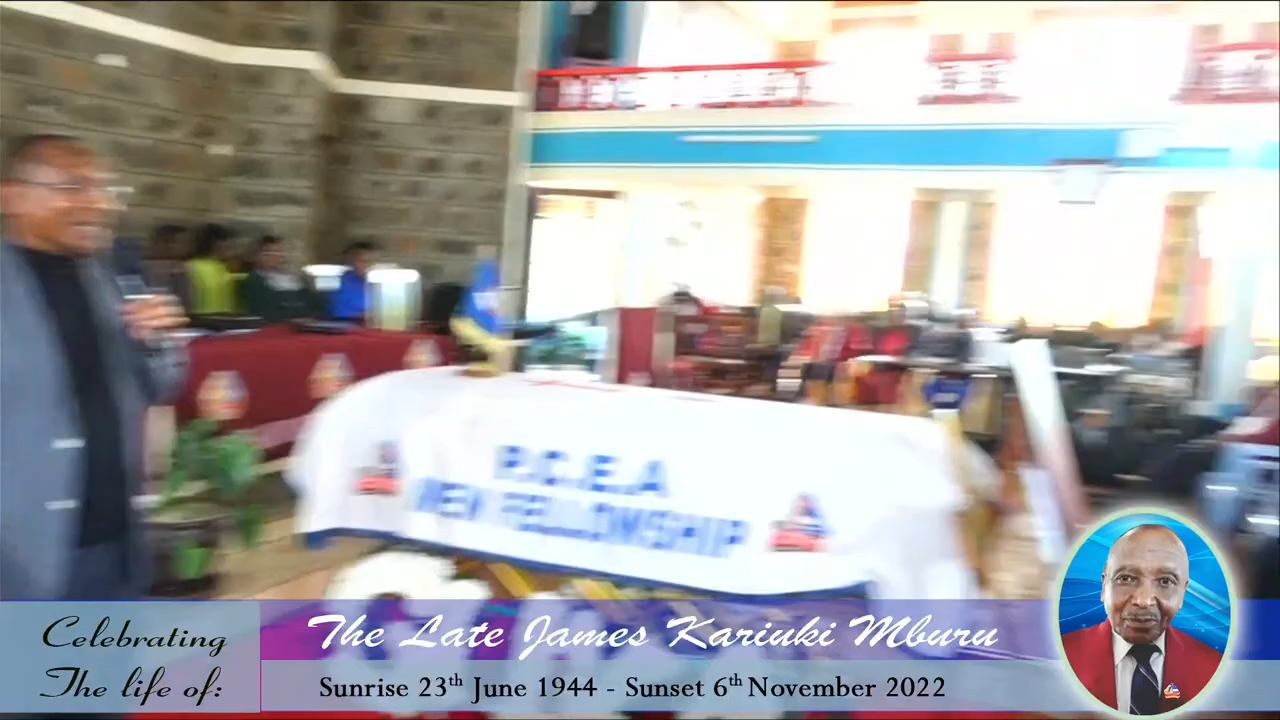 P.C.E.A
MEN FELLOWSHIP
Celebrating
The life of:
The Late James Kariuki Mburu
Sunrise 23th June 1944 - Sunset 6th November 2022